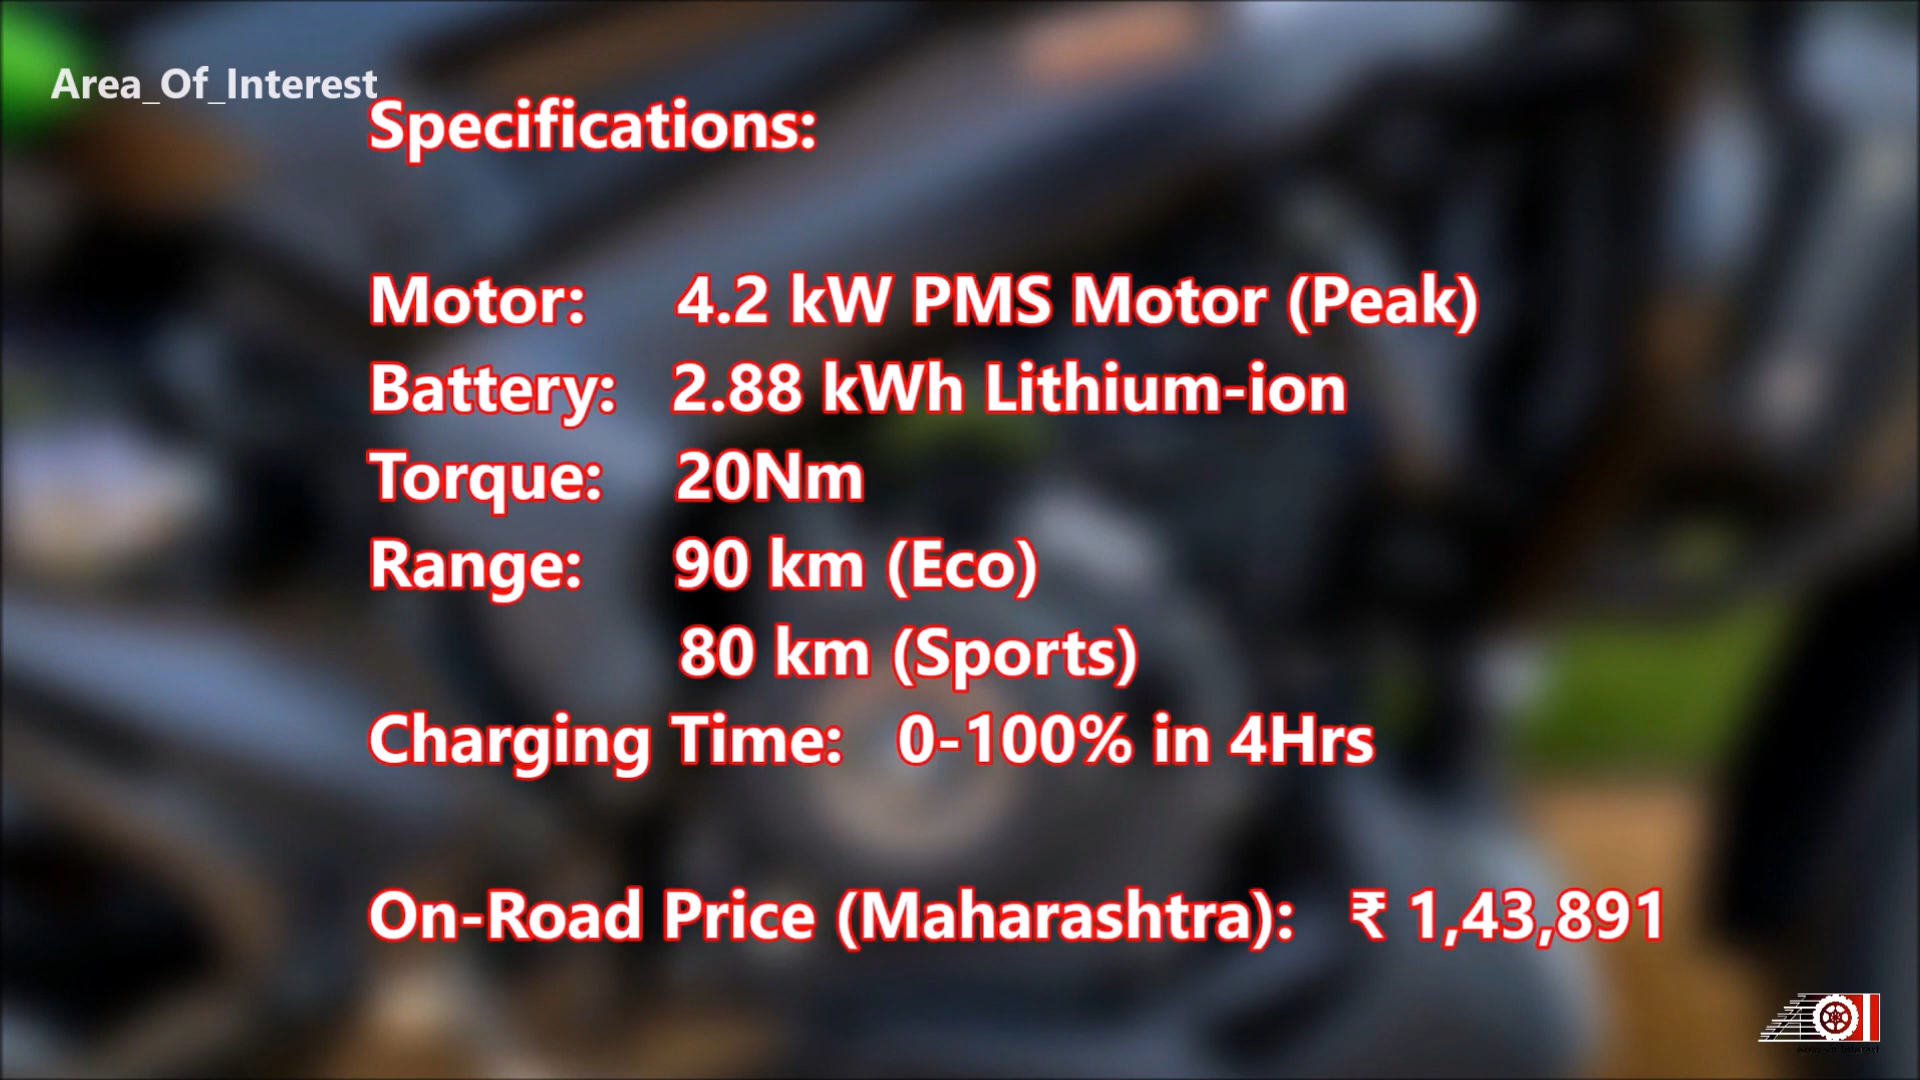 Area_Of_Interest
Specifications:
Motor: 4.2 kW PMS Motor (Peak)
Battery: 2.88 kWh Lithium-ion
Torque: 20Nm
Range: 90 km (Eco)
80 km (Sports)
Charging Time: 0-100% in 4Hrs
On-Road Price (Maharashtra): ₹ 1,43,891